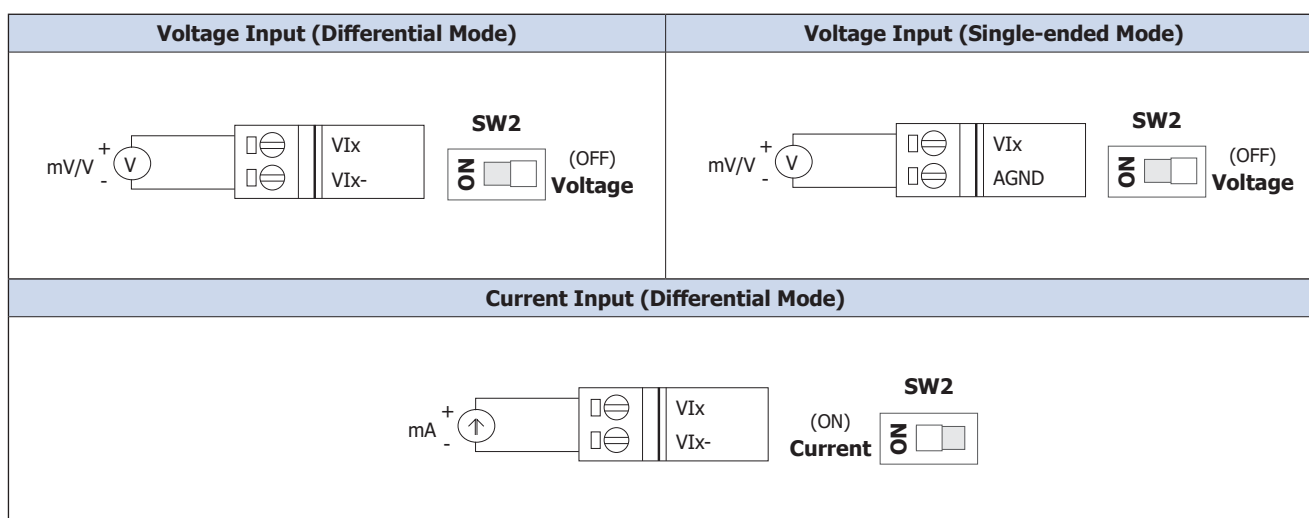 Voltage Input (Differential Mode)
Voltage Input (Single-ended Mode)
mV/V
+
-
V
VIx
VIx-
SW2
ON
(OFF)
Voltage
mV/V
+
-
V
VIx
AGND
SW2
ON
(OFF)
Voltage
Current Input (Differential Mode)
mA
+
-
VIx
VIx-
(ON)
Current
SW2
ON